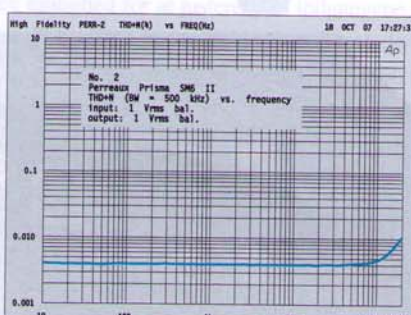 High Fidelity PERR-2 THD+N(%) vs FREQ(Hz) 18 OCT 07 17:27:3
10
Ap
No. 2
Perreaux Prisma SM6 II
THD+N (BW = 500 kHz) vs. frequency
input: 1 Vrms bal.
output: 1 Vrms bal.
1
0.1
0.010
0.001